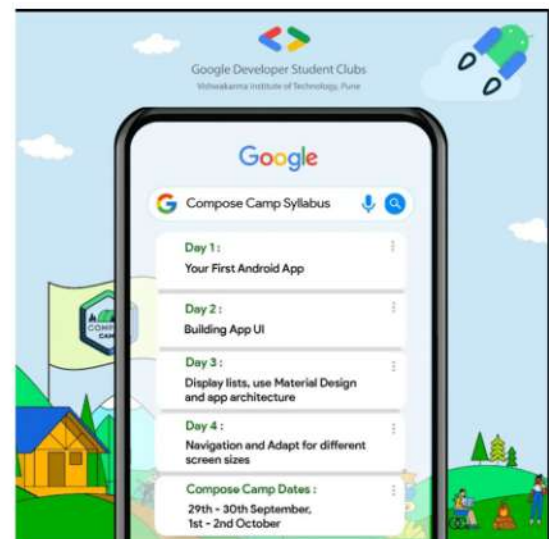 Google Developer Student Clubs
Vishwakarma Institute of Technology, Pune
Google
Compose Camp Syllabus
Day 1 :
Your First Android App
Day 2 :
Building App UI
Day 3 :
Display lists, use Material Design
and app architecture
Day 4 :
Navigation and Adapt for different
screen sizes
Compose Camp Dates :
29th - 30th September,
1st - 2nd October